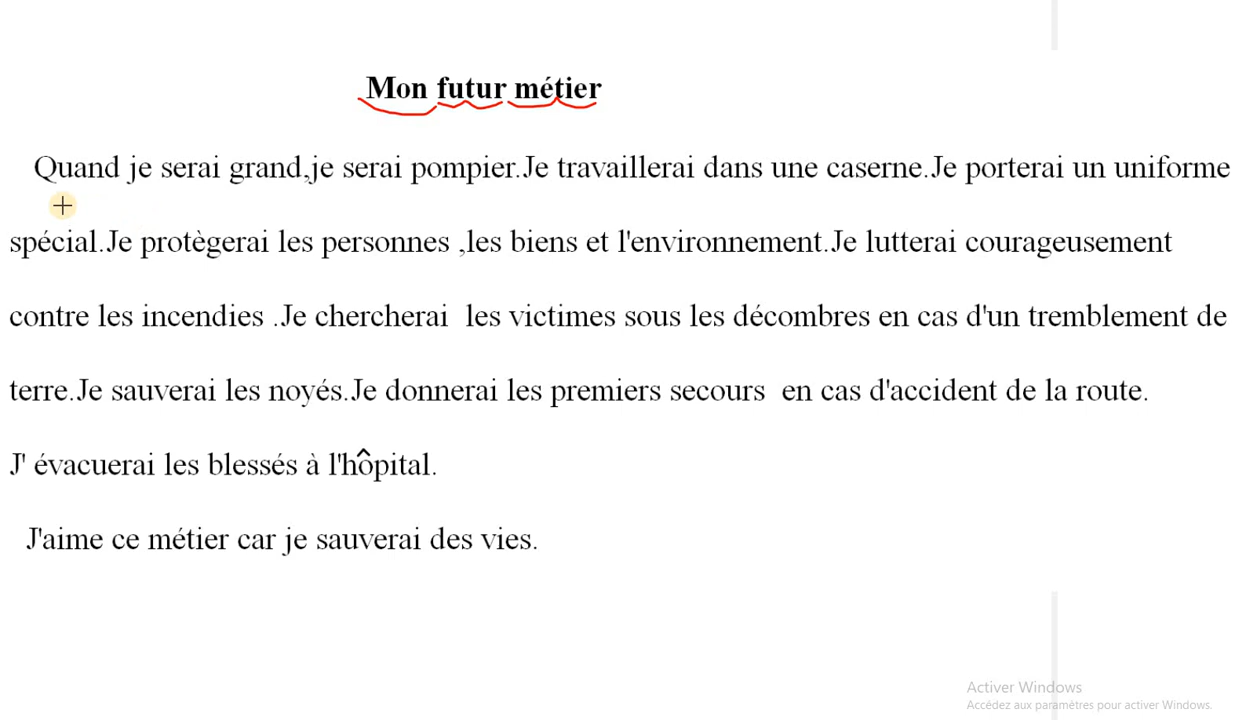 Mon futur métier
Quand je serai grand,je serai pompier.Je travaillerai dans une caserne.Je porterai un uniforme
spécial.Je protègerai les personnes ,les biens et l'environnement.Je lutterai courageusement
contre les incendies .Je chercherai  les victimes sous les décombres en cas d'un tremblement de
terre.Je sauverai les noyés.Je donnerai les premiers secours  en cas d'accident de la route.
J' évacuerai les blessés à l'hôpital.
J'aime ce métier car je sauverai des vies.
Activer Windows
Accédez aux paramètres pour activer Windows.